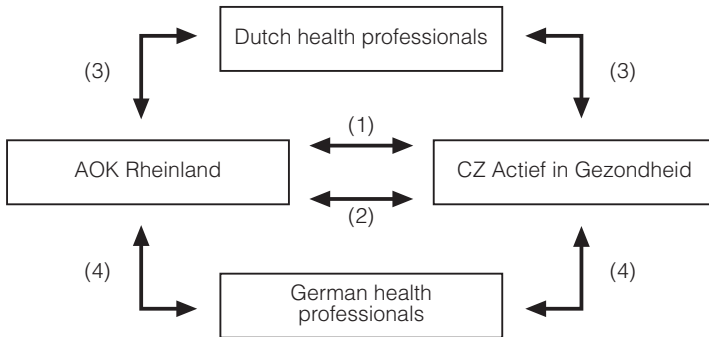 Dutch health professionals
(3)
(3)
(1)
AOK Rheinland
CZ Actief in Gezondheid
(2)
(4)
(4)
German health
professionals